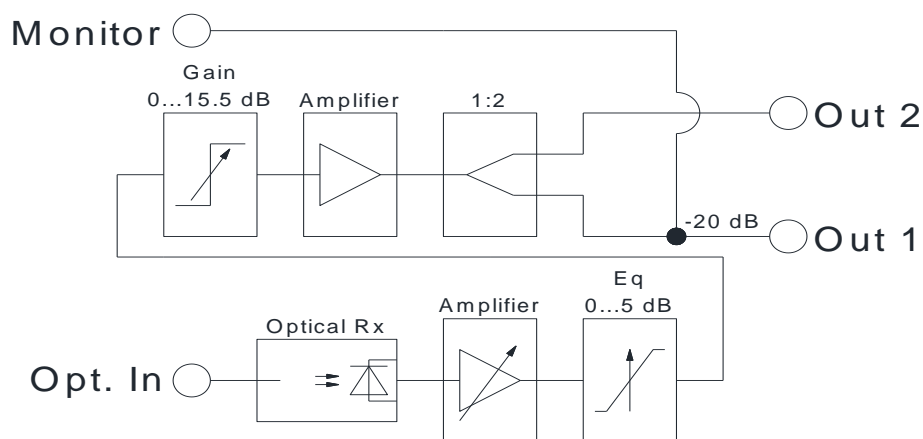 Monitor
Gain
0...15.5 dB
Amplifier
1:2
Out 2
-20 dB
Out 1
Eq
0...5 dB
Amplifier
Optical Rx
Opt. In